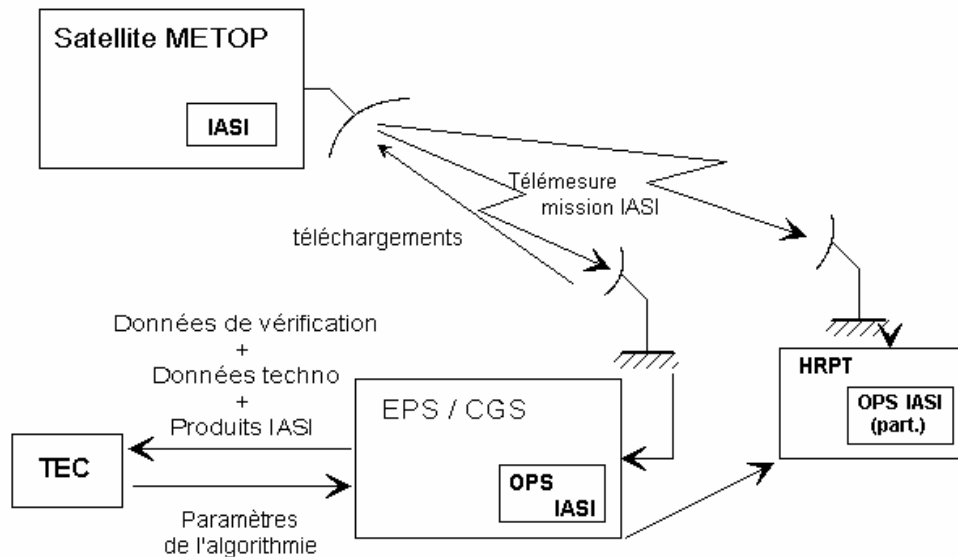 Satellite METOP
IASI
Télémesure
mission IASI
téléchargements
Données de vérification
+
Données techno
+
Produits IASI
TEC
Paramètres
de l'algorithmie
EPS / CGS
OPS
IASI
HRPT
OPS IASI
(part.)